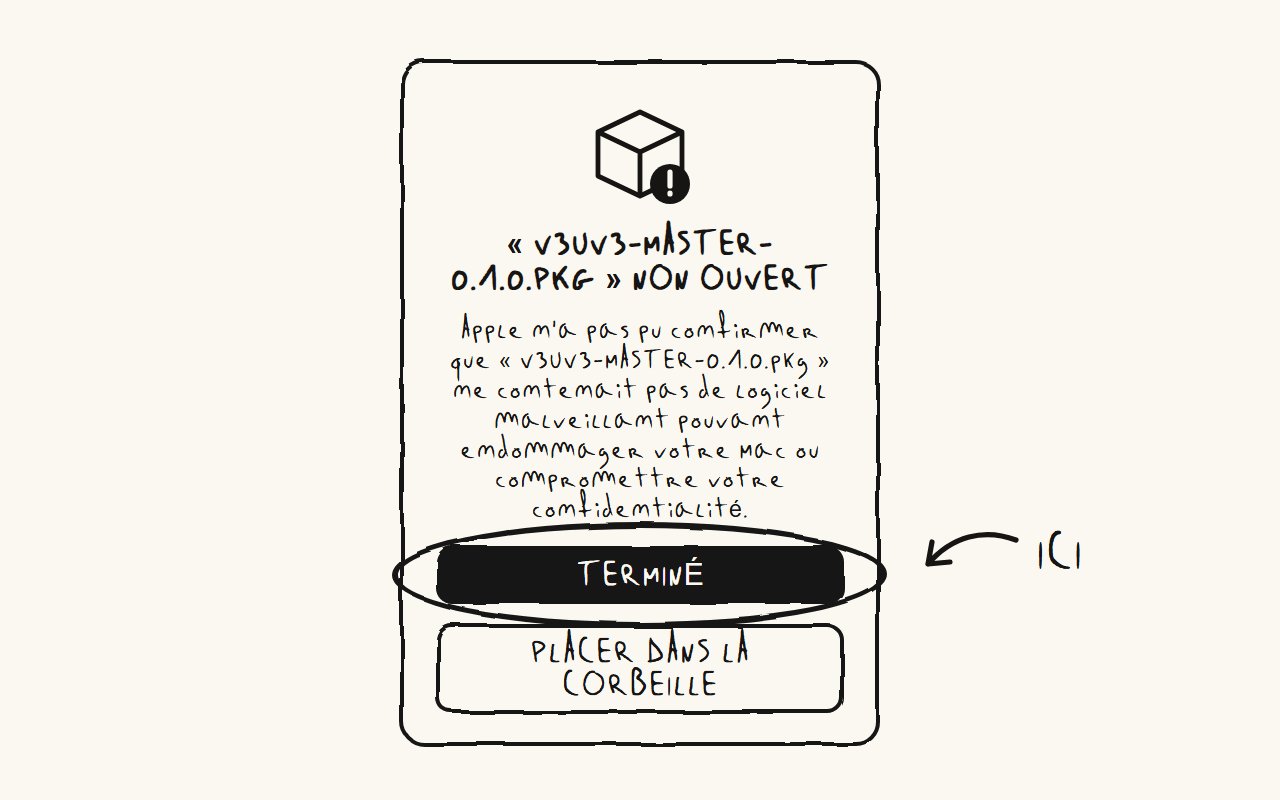 « V3UV3-MASTER-
0.1.0.PKG » NON OUVERT
Apple n'a pas pu confirmer
que « V3UV3-MASTER-0.1.0.pkg »
ne contenait pas de logiciel
malveillant pouvant
endommager votre Mac ou
compromettre votre
confidentialité.
TERMINÉ
PLACER DANS LA
CORBEILLE
ICI